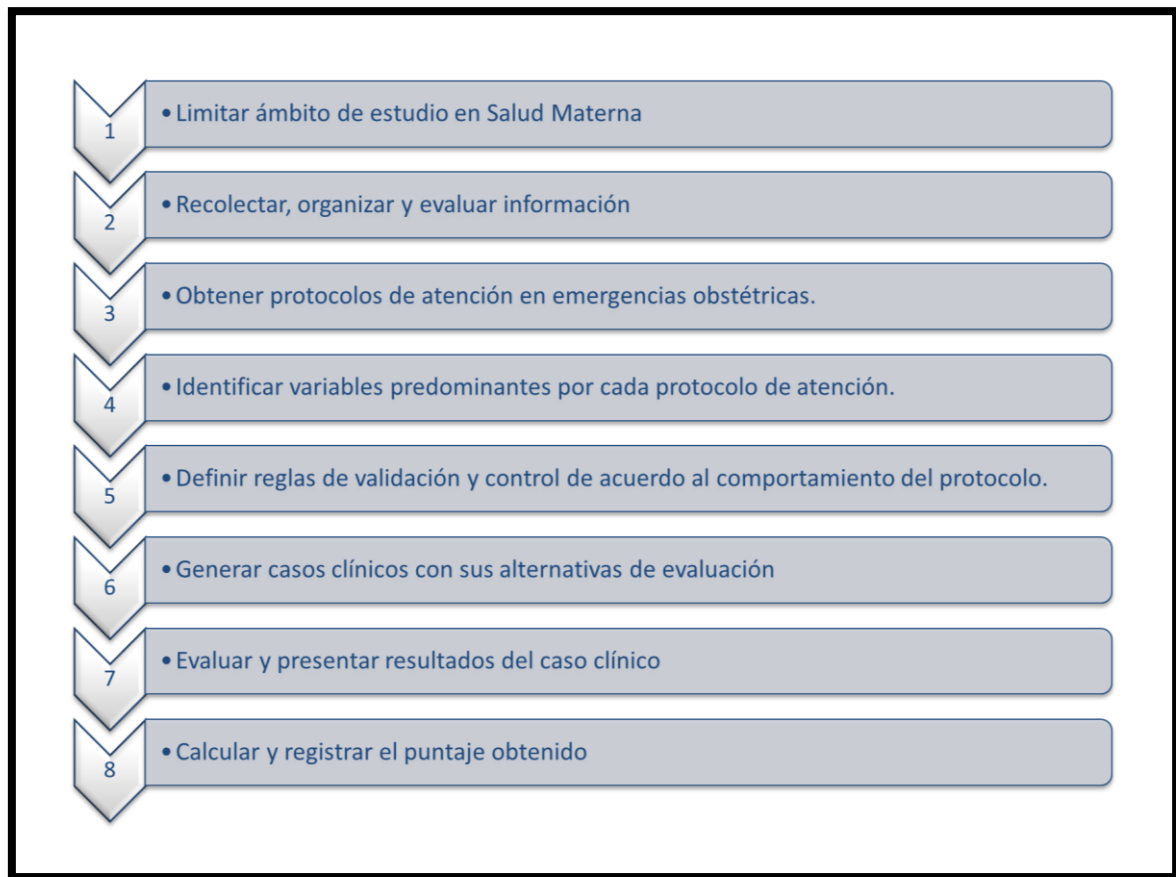 1
• Limitar ámbito de estudio en Salud Materna
2
• Recolectar, organizar y evaluar información
3
• Obtener protocolos de atención en emergencias obstétricas.
4
• Identificar variables predominantes por cada protocolo de atención.
5
• Definir reglas de validación y control de acuerdo al comportamiento del protocolo.
6
• Generar casos clínicos con sus alternativas de evaluación
7
• Evaluar y presentar resultados del caso clínico
8
• Calcular y registrar el puntaje obtenido